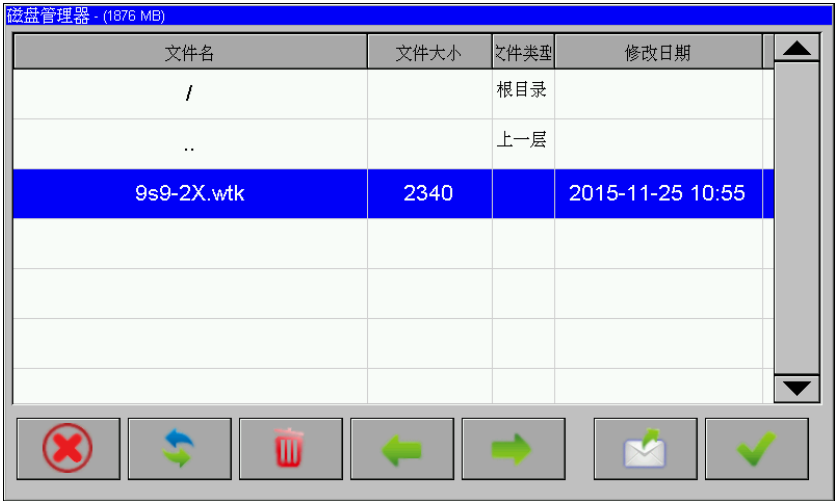 磁盘管理器 - (1876 MB)
文件名 文件大小 文件类型 修改日期
/ 根目录
.. 上一层
9s9-2X.wtk 2340 2015-11-25 10:55